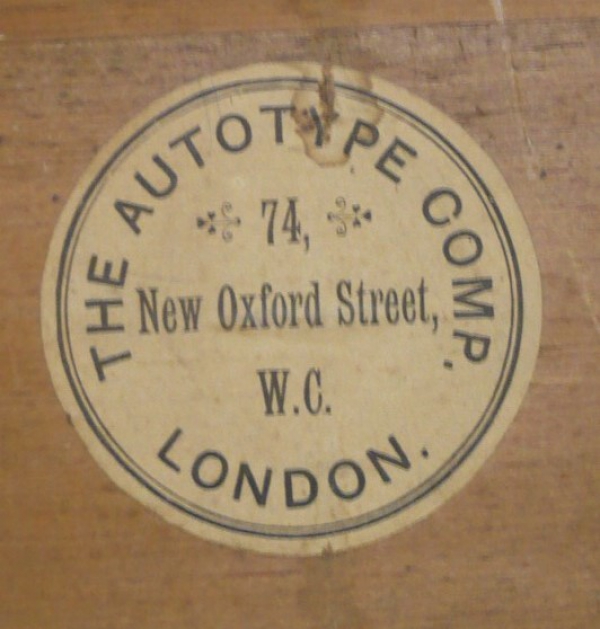 THE AUTOTYPE COMP.
74,
New Oxford Street,
W.C.
LONDON.